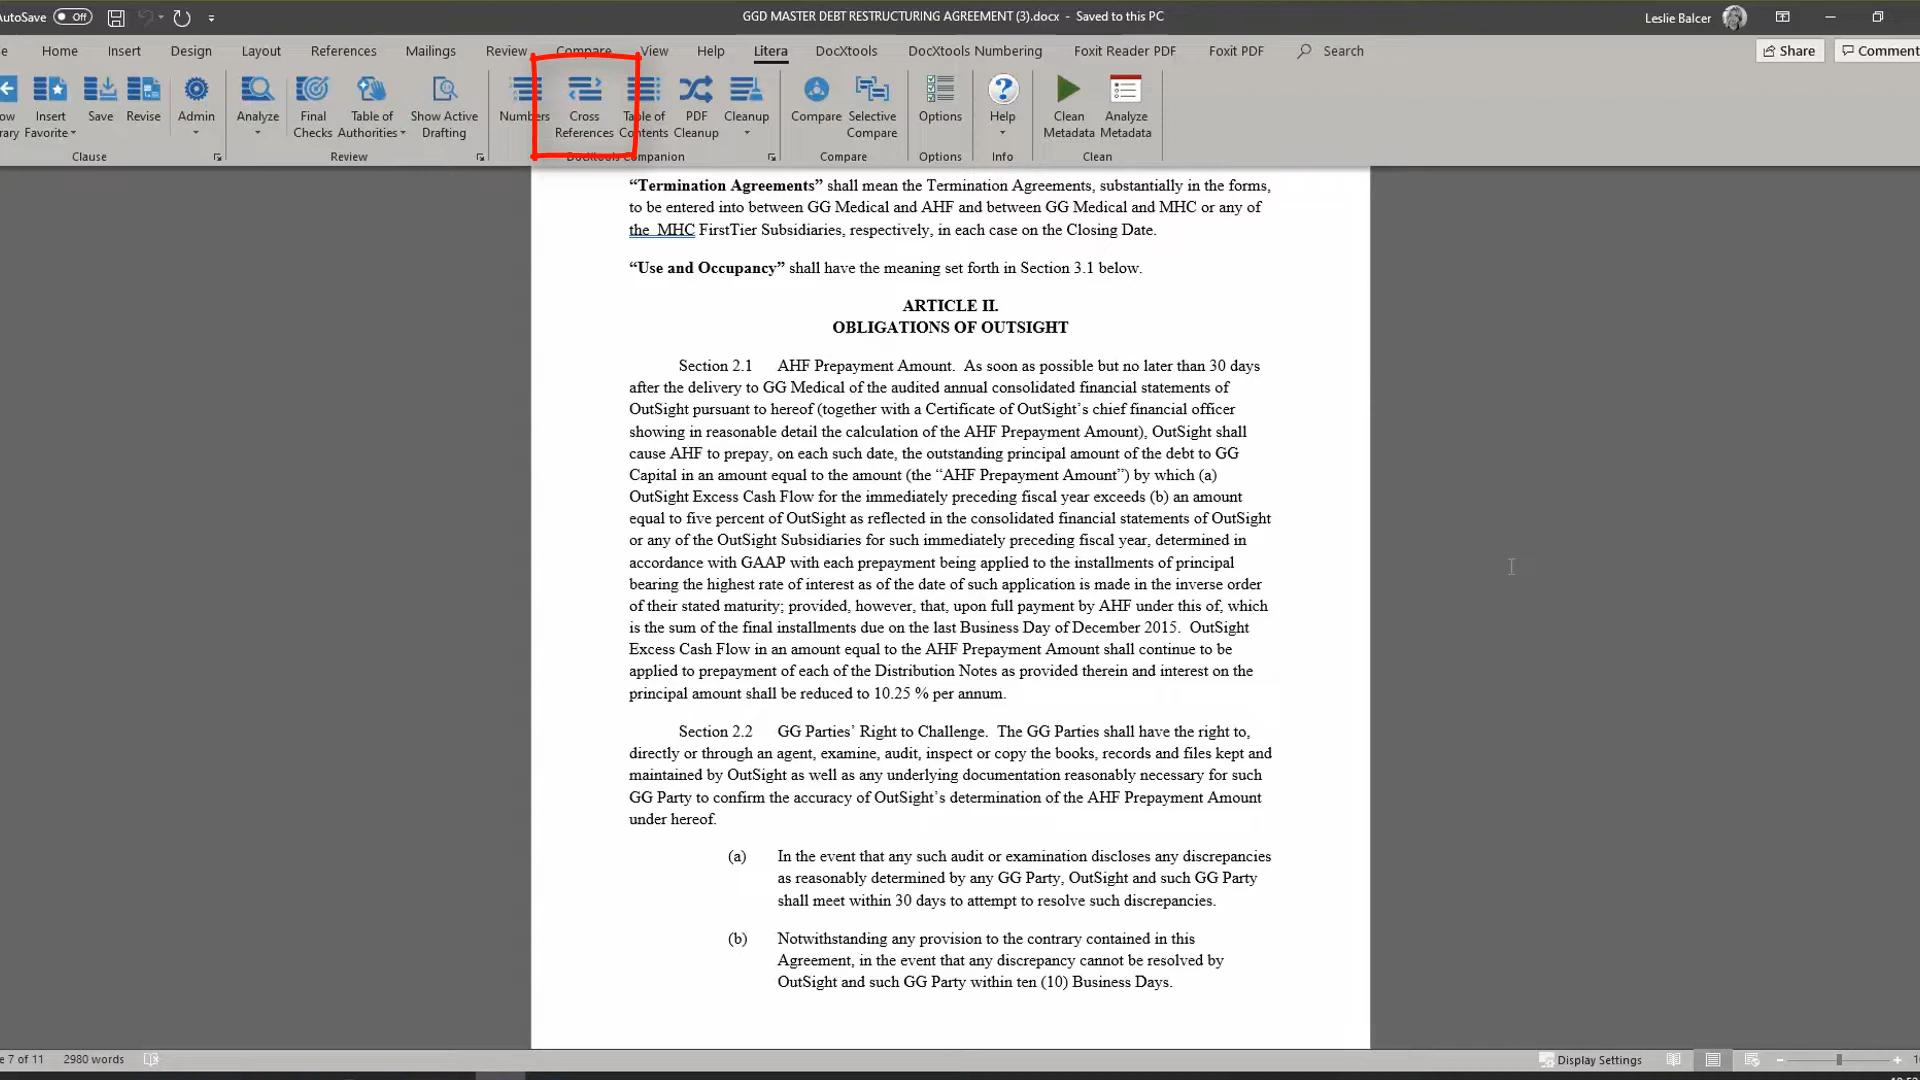 AutoSave Off
GGD MASTER DEBT RESTRUCTURING AGREEMENT (3).docx - Saved to this PC
Leslie Balcer
Home Insert Design Layout References Mailings Review Compare View Help Litera DocXtools DocXtools Numbering Foxit Reader PDF Foxit PDF Search
Share
Comment
Insert Favorite
Save
Revise
Admin
Analyze
Final Checks
Table of Authorities
Show Active Drafting
Numbers
Cross References
Table of Contents
PDF Cleanup
Cleanup
Compare
Selective Compare
Options
Help
Clean Metadata
Analyze Metadata
Clause
Review
DocXtools Companion
Compare
Options
Info
Clean
“Termination Agreements” shall mean the Termination Agreements, substantially in the forms,
to be entered into between GG Medical and AHF and between GG Medical and MHC or any of
the MHC FirstTier Subsidiaries, respectively, in each case on the Closing Date.
“Use and Occupancy” shall have the meaning set forth in Section 3.1 below.
ARTICLE II.
OBLIGATIONS OF OUTSIGHT
Section 2.1 AHF Prepayment Amount. As soon as possible but no later than 30 days
after the delivery to GG Medical of the audited annual consolidated financial statements of
OutSight pursuant to hereof (together with a Certificate of OutSight’s chief financial officer
showing in reasonable detail the calculation of the AHF Prepayment Amount), OutSight shall
cause AHF to prepay, on each such date, the outstanding principal amount of the debt to GG
Capital in an amount equal to the amount (the “AHF Prepayment Amount”) by which (a)
OutSight Excess Cash Flow for the immediately preceding fiscal year exceeds (b) an amount
equal to five percent of OutSight as reflected in the consolidated financial statements of OutSight
or any of the OutSight Subsidiaries for such immediately preceding fiscal year, determined in
accordance with GAAP with each prepayment being applied to the installments of principal
bearing the highest rate of interest as of the date of such application is made in the inverse order
of their stated maturity; provided, however, that, upon full payment by AHF under this of, which
is the sum of the final installments due on the last Business Day of December 2015. OutSight
Excess Cash Flow in an amount equal to the AHF Prepayment Amount shall continue to be
applied to prepayment of each of the Distribution Notes as provided therein and interest on the
principal amount shall be reduced to 10.25 % per annum.
Section 2.2 GG Parties’ Right to Challenge. The GG Parties shall have the right to,
directly or through an agent, examine, audit, inspect or copy the books, records and files kept and
maintained by OutSight as well as any underlying documentation reasonably necessary for such
GG Party to confirm the accuracy of OutSight’s determination of the AHF Prepayment Amount
under hereof.
(a) In the event that any such audit or examination discloses any discrepancies
as reasonably determined by any GG Party, OutSight and such GG Party
shall meet within 30 days to attempt to resolve such discrepancies.
(b) Notwithstanding any provision to the contrary contained in this
Agreement, in the event that any discrepancy cannot be resolved by
OutSight and such GG Party within ten (10) Business Days.
7 of 11 2980 words
Display Settings